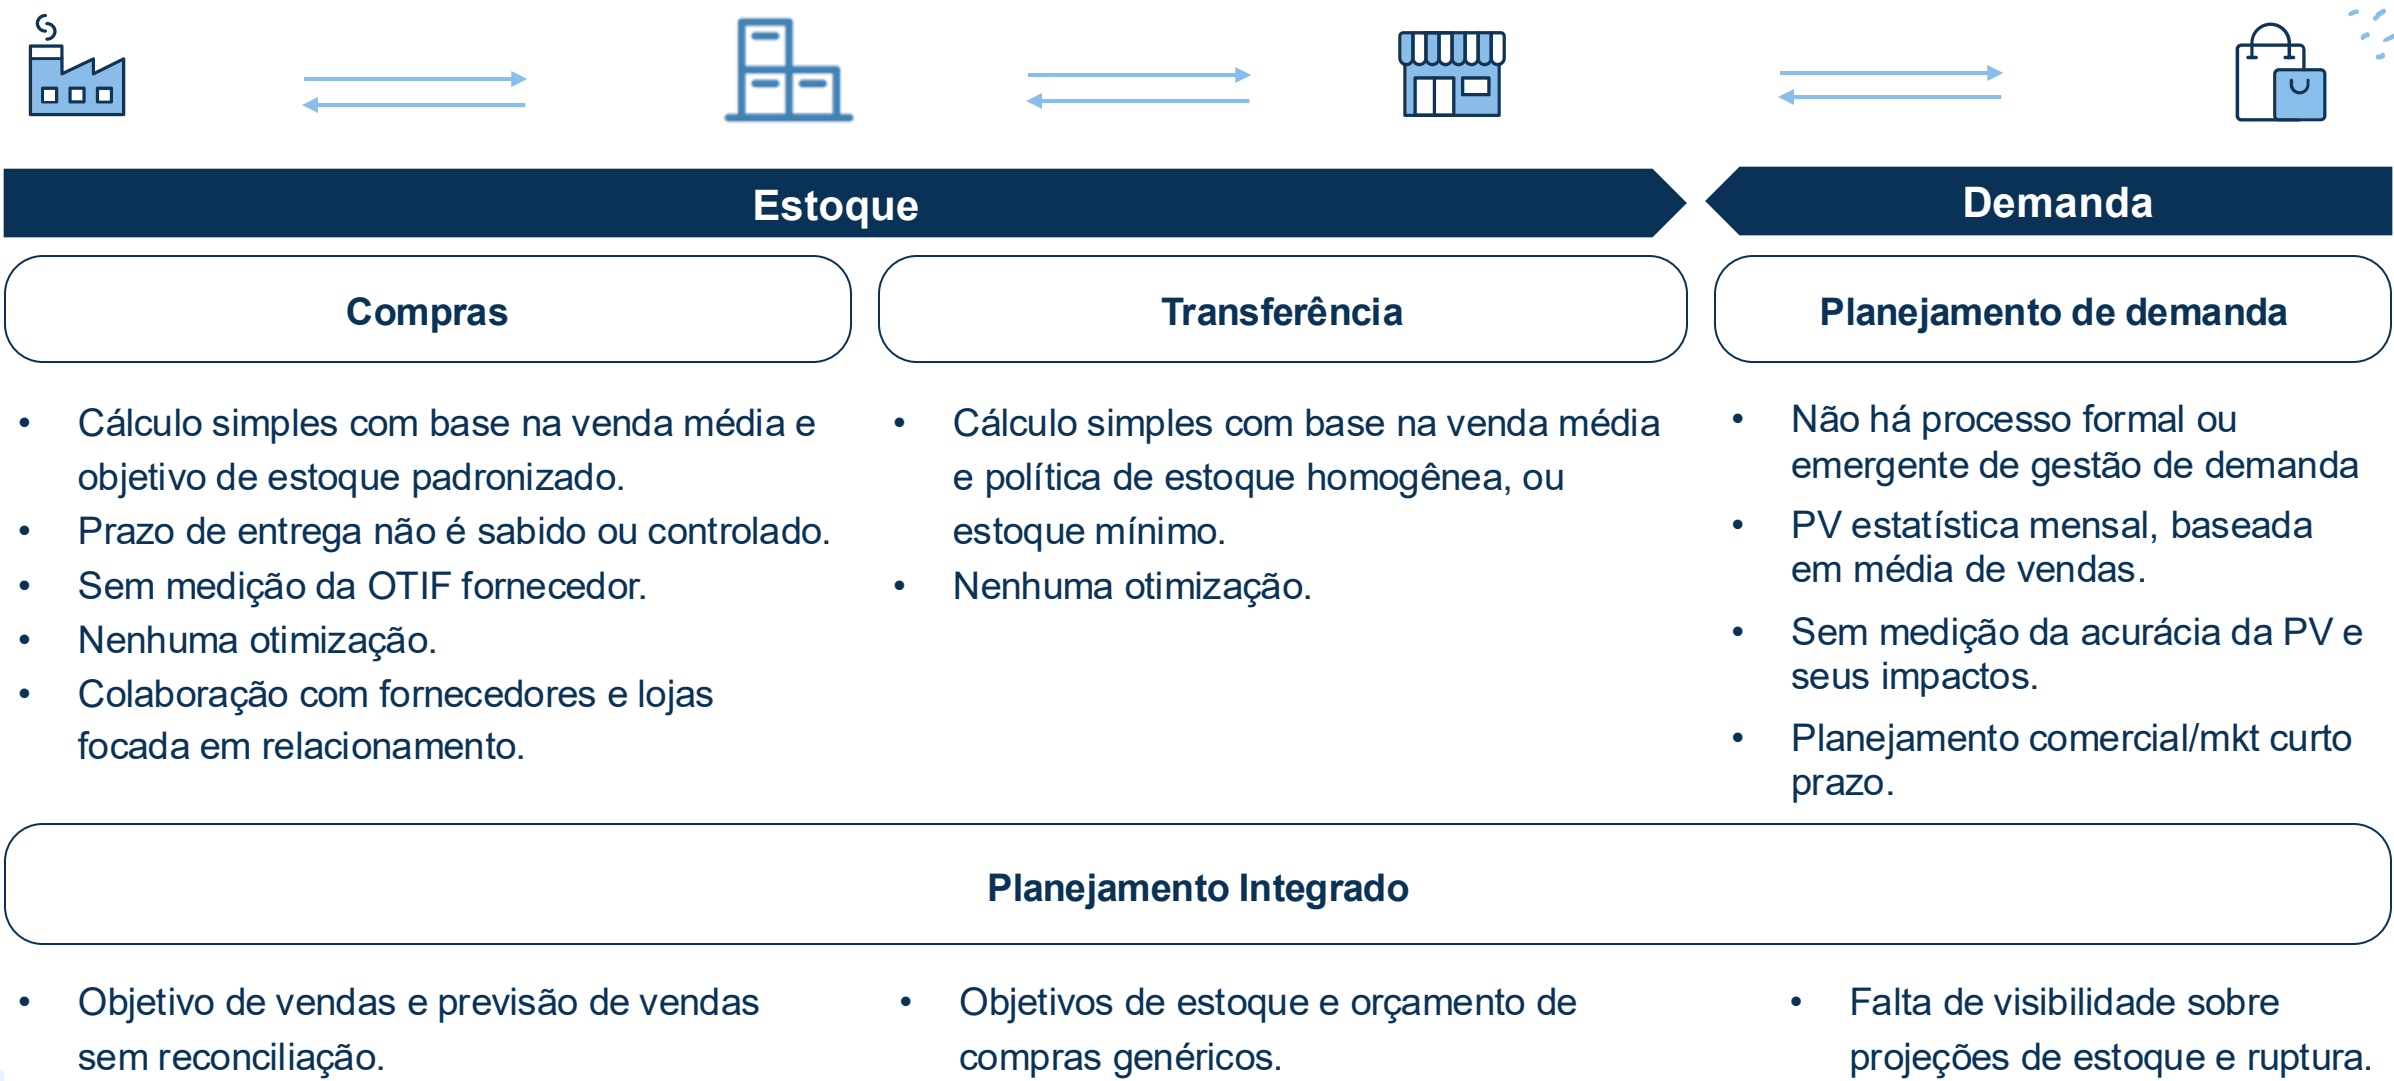 Estoque
Demanda
Compras
Transferência
Planejamento de demanda
• Cálculo simples com base na venda média e
objetivo de estoque padronizado.
• Prazo de entrega não é sabido ou controlado.
• Sem medição da OTIF fornecedor.
• Nenhuma otimização.
• Colaboração com fornecedores e lojas
focada em relacionamento.
• Cálculo simples com base na venda média
e política de estoque homogênea, ou
estoque mínimo.
• Nenhuma otimização.
• Não há processo formal ou
emergente de gestão de demanda
• PV estatística mensal, baseada
em média de vendas.
• Sem medição da acurácia da PV e
seus impactos.
• Planejamento comercial/mkt curto
prazo.
Planejamento Integrado
• Objetivo de vendas e previsão de vendas
sem reconciliação.
• Objetivos de estoque e orçamento de
compras genéricos.
• Falta de visibilidade sobre
projeções de estoque e ruptura.